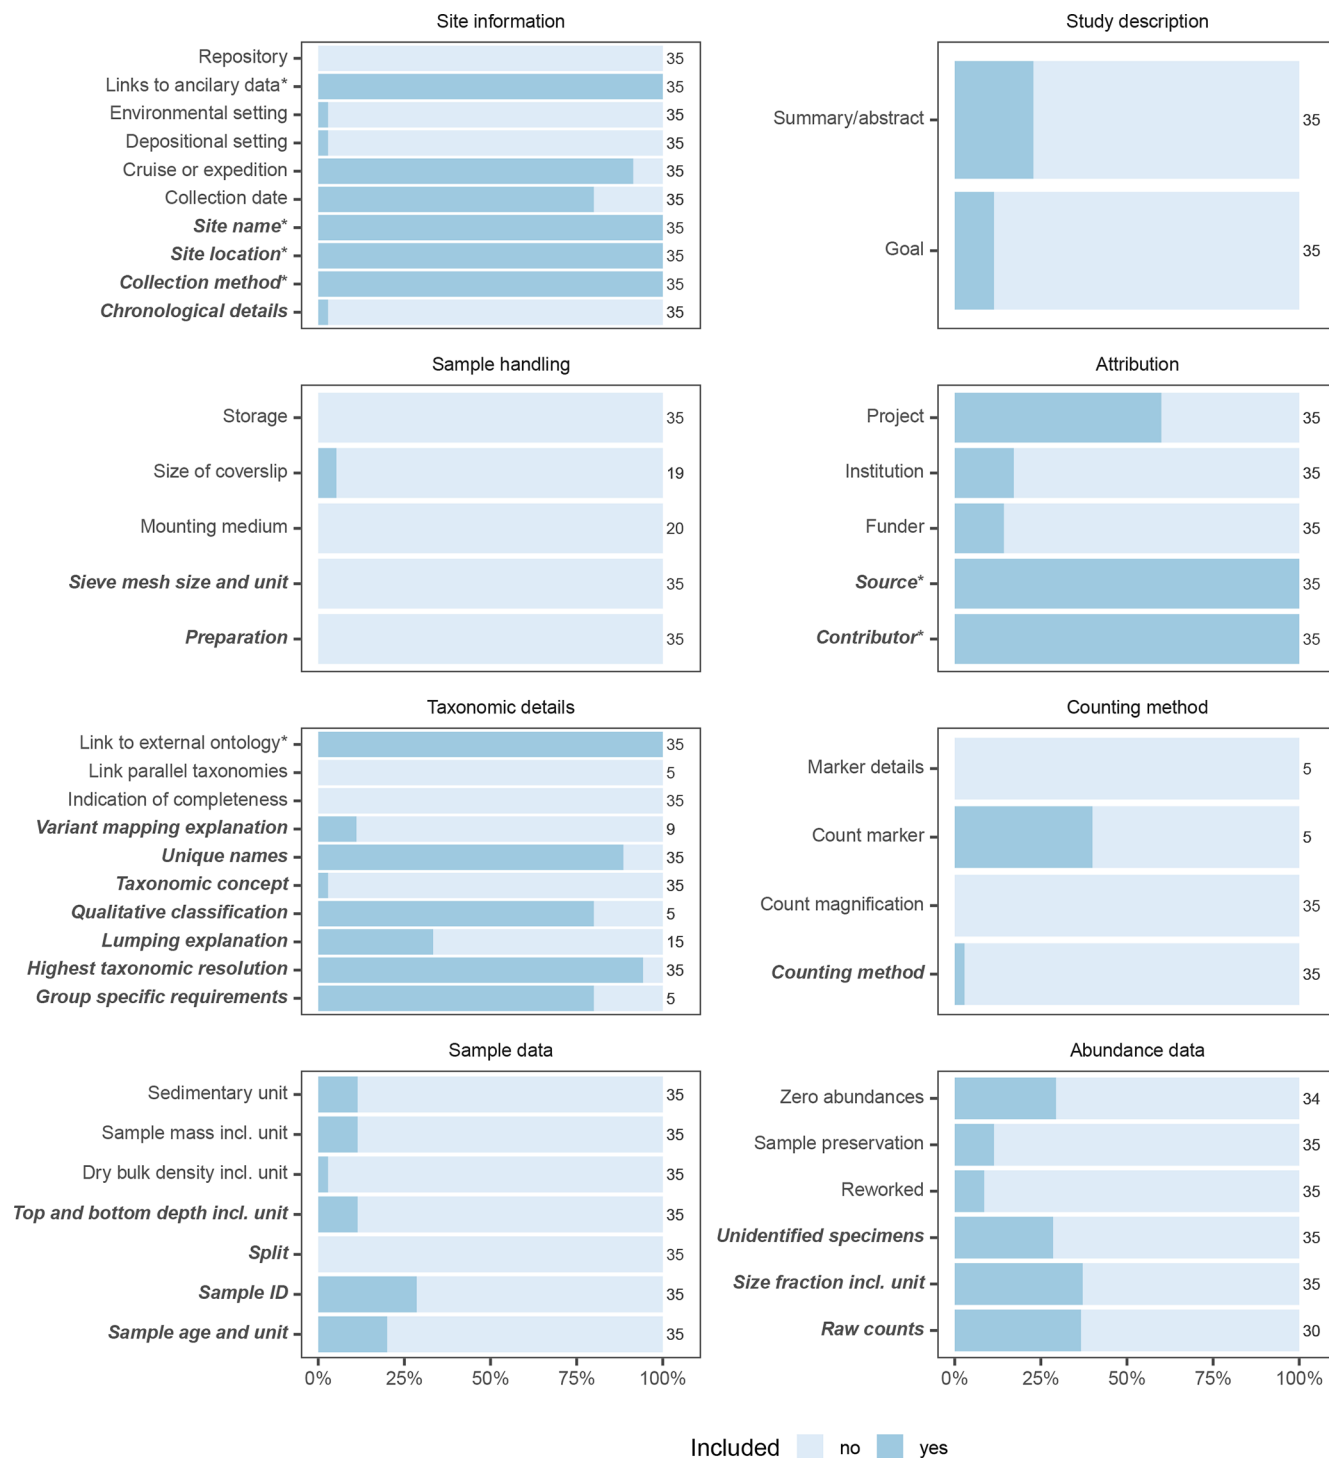 Site information
Repository 35
Links to ancilary data* 35
Environmental setting 35
Depositional setting 35
Cruise or expedition 35
Collection date 35
Site name* 35
Site location* 35
Collection method* 35
Chronological details 35
Study description
Summary/abstract 35
Goal 35
Sample handling
Storage 35
Size of coverslip 19
Mounting medium 20
Sieve mesh size and unit 35
Preparation 35
Attribution
Project 35
Institution 35
Funder 35
Source* 35
Contributor* 35
Taxonomic details
Link to external ontology* 35
Link parallel taxonomies 5
Indication of completeness 35
Variant mapping explanation 9
Unique names 35
Taxonomic concept 35
Qualitative classification 5
Lumping explanation 15
Highest taxonomic resolution 35
Group specific requirements 5
Counting method
Marker details 5
Count marker 5
Count magnification 35
Counting method 35
Sample data
Sedimentary unit 35
Sample mass incl. unit 35
Dry bulk density incl. unit 35
Top and bottom depth incl. unit 35
Split 35
Sample ID 35
Sample age and unit 35
0% 25% 50% 75% 100%
Abundance data
Zero abundances 34
Sample preservation 35
Reworked 35
Unidentified specimens 35
Size fraction incl. unit 35
Raw counts 30
0% 25% 50% 75% 100%
Included no yes